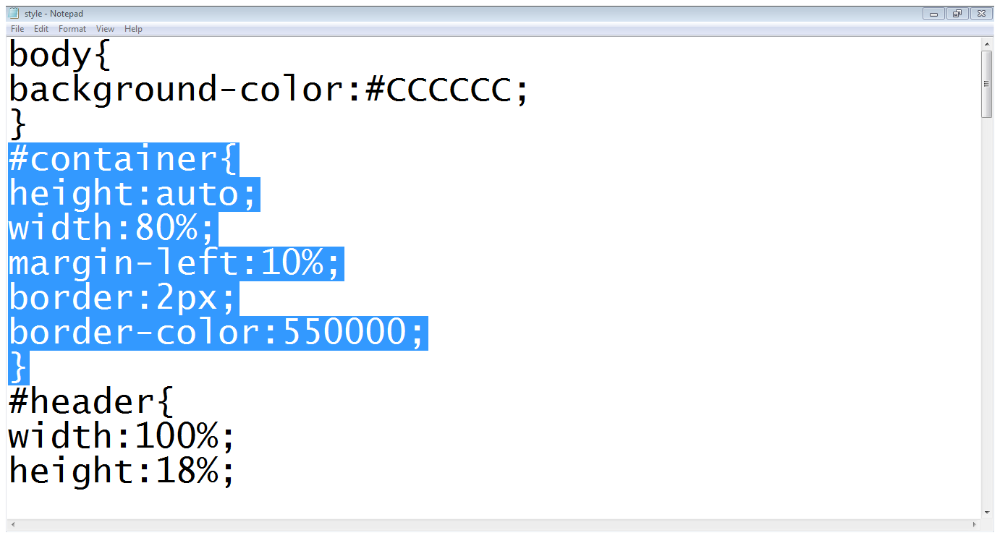 style - Notepad
File Edit Format View Help
body{
background-color:#CCCCCC;
}
#container{
height:auto;
width:80%;
margin-left:10%;
border:2px;
border-color:550000;
}
#header{
width:100%;
height:18%;